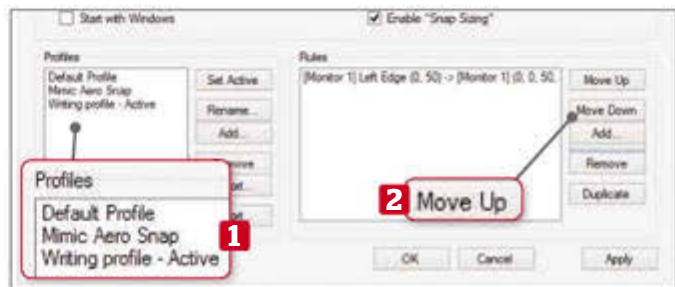 Start with Windows
Enable "Snap Sizing"
Profiles
Default Profile
Mimic Aero Snap
Writing profile - Active
Set Active
Rename...
Add...
Rules
[Monitor 1] Left Edge (0, 50) -> [Monitor 1] (0, 0, 50,
Move Up
Move Down
Add...
Remove
Duplicate
Profiles
Default Profile
Mimic Aero Snap
Writing profile - Active
1
2 Move Up
OK
Cancel
Apply